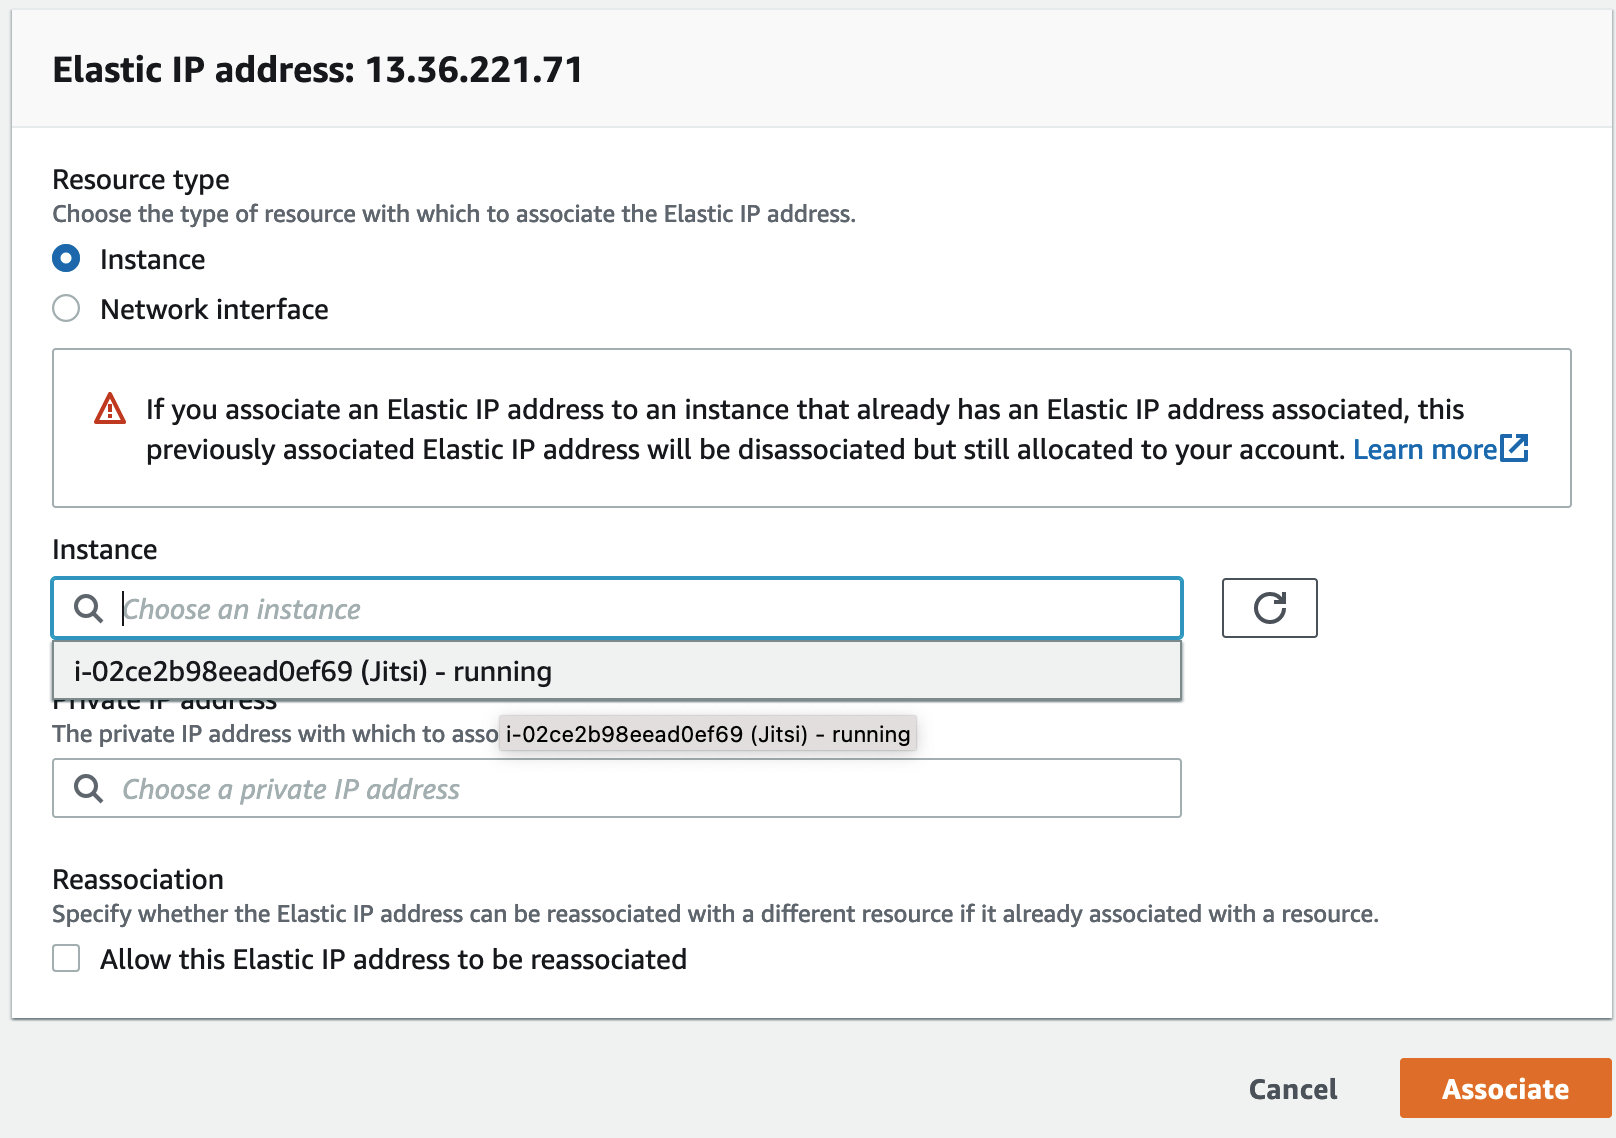 Elastic IP address: 13.36.221.71
Resource type
Choose the type of resource with which to associate the Elastic IP address.
Instance
Network interface
If you associate an Elastic IP address to an instance that already has an Elastic IP address associated, this
previously associated Elastic IP address will be disassociated but still allocated to your account. Learn more
Instance
Choose an instance
i-02ce2b98eead0ef69 (Jitsi) - running
Private IP address
The private IP address with which to asso
i-02ce2b98eead0ef69 (Jitsi) - running
Choose a private IP address
Reassociation
Specify whether the Elastic IP address can be reassociated with a different resource if it already associated with a resource.
Allow this Elastic IP address to be reassociated
Cancel
Associate